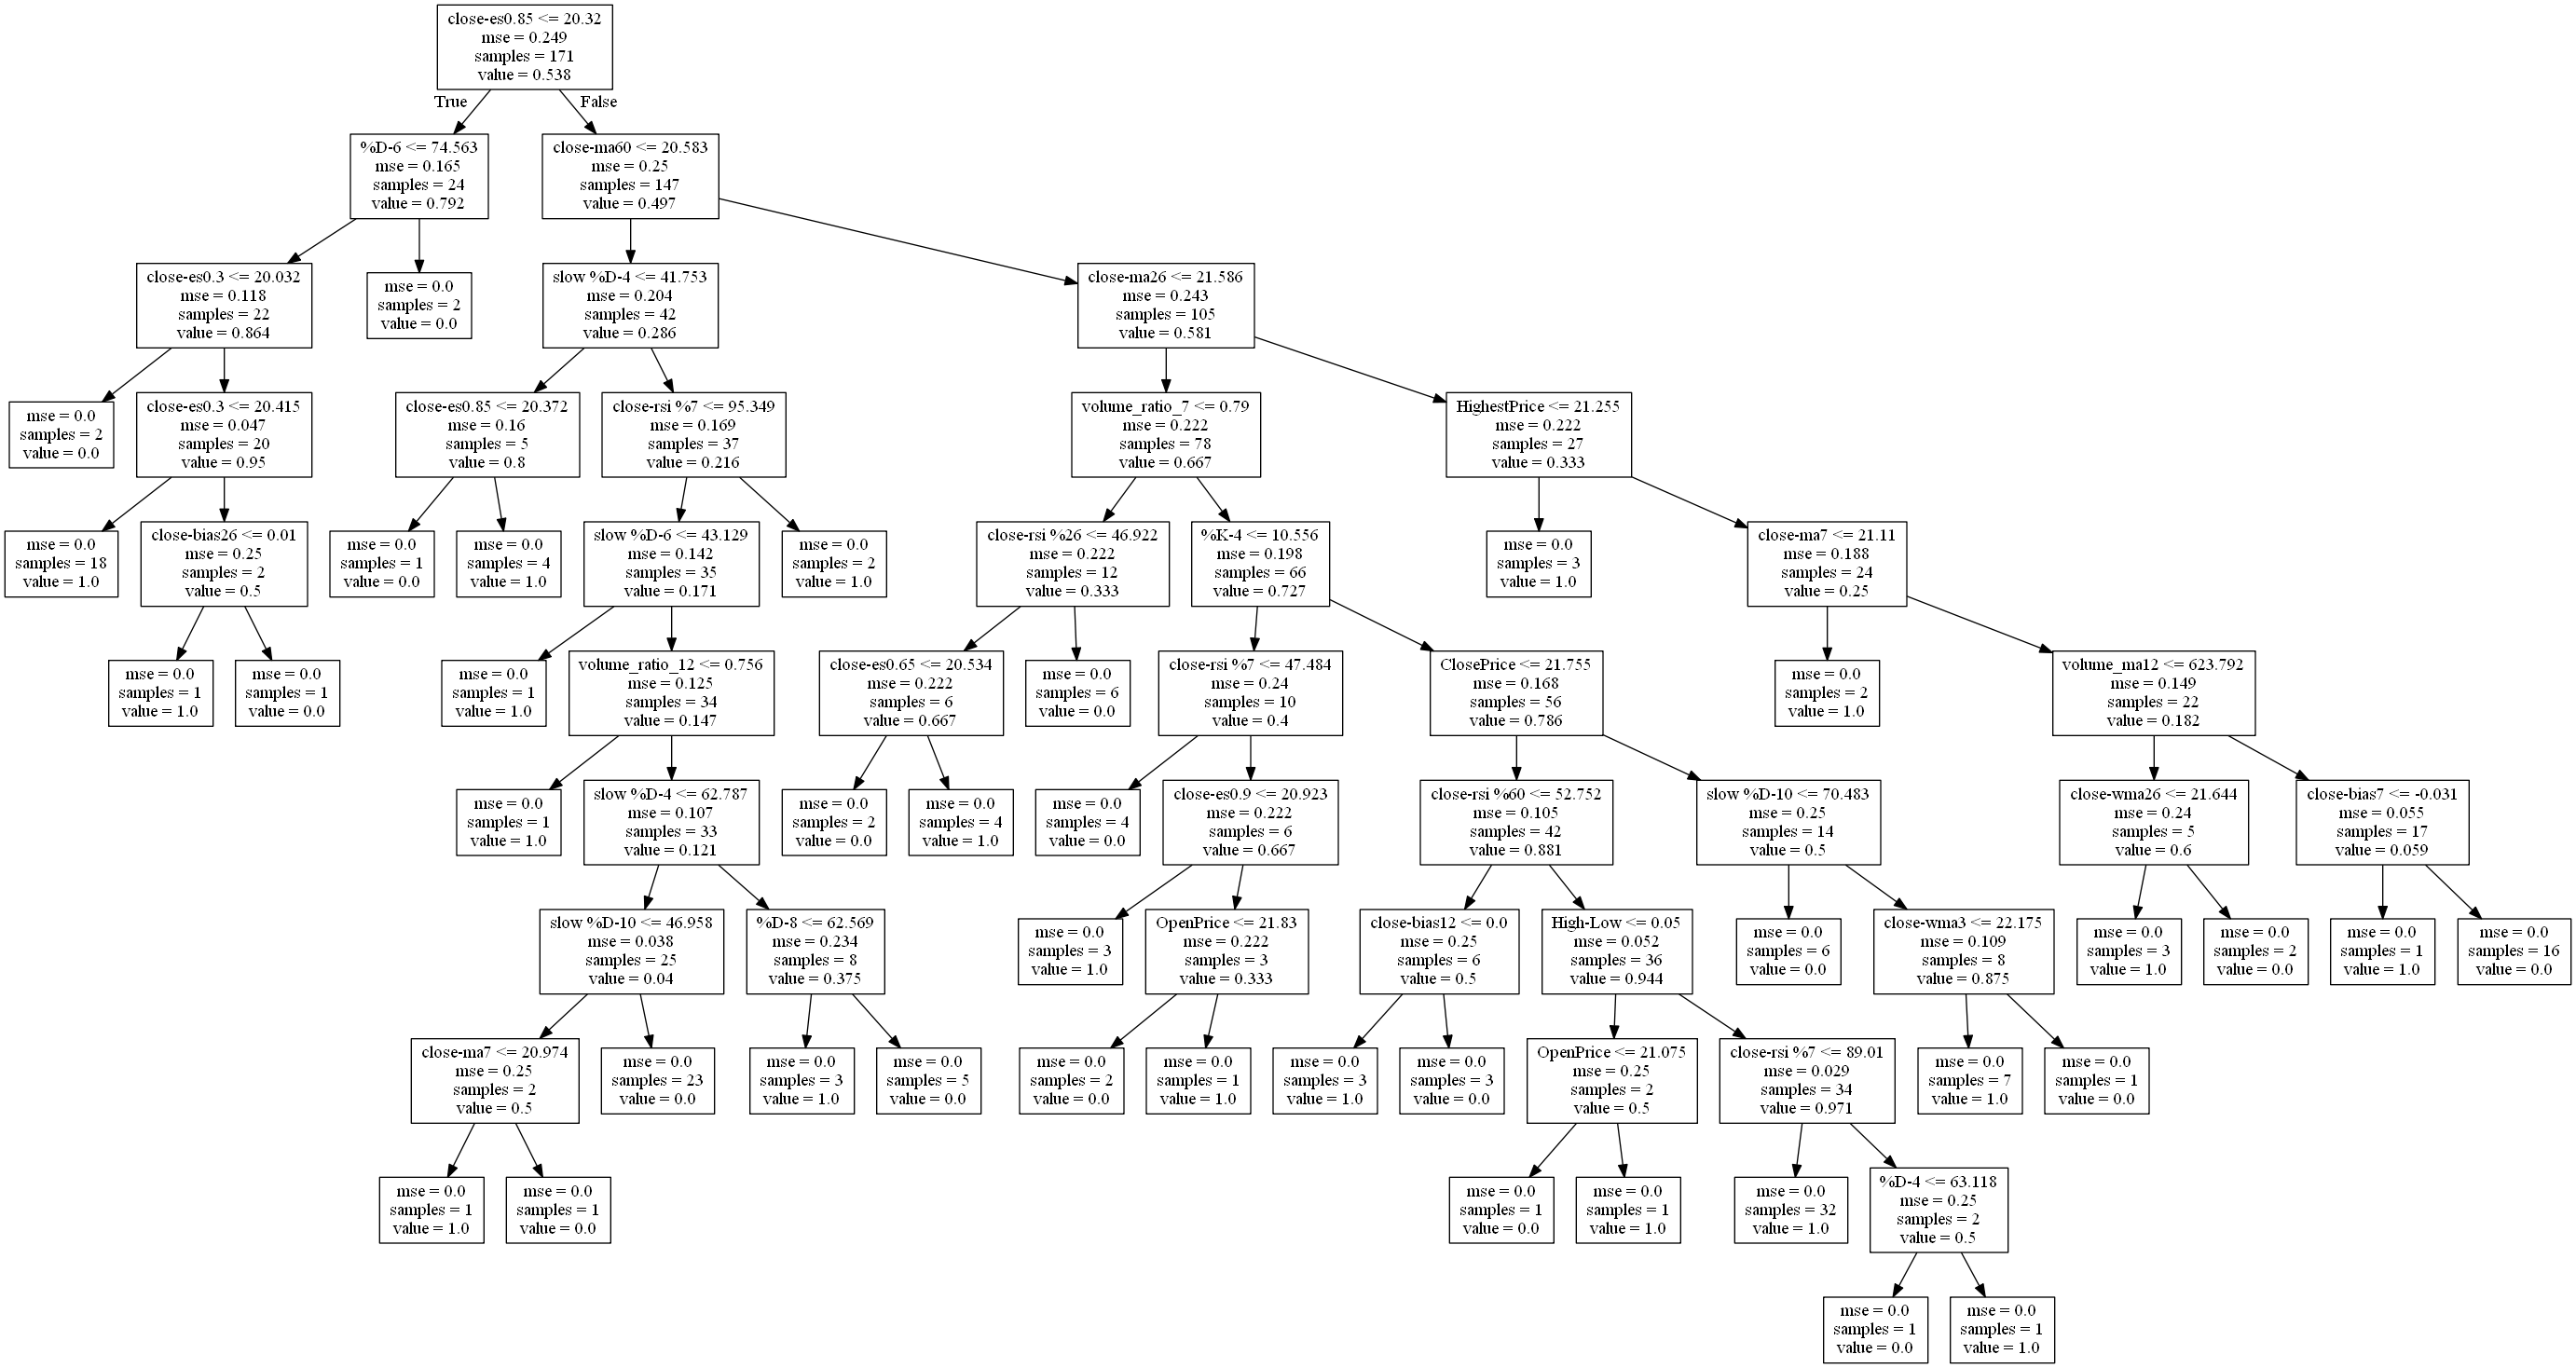 close-es0.85 <= 20.32
mse = 0.249
samples = 171
value = 0.538
True
False
%D-6 <= 74.563
mse = 0.165
samples = 24
value = 0.792
close-ma60 <= 20.583
mse = 0.25
samples = 147
value = 0.497
close-es0.3 <= 20.032
mse = 0.118
samples = 22
value = 0.864
mse = 0.0
samples = 2
value = 0.0
slow %D-4 <= 41.753
mse = 0.204
samples = 42
value = 0.286
close-ma26 <= 21.586
mse = 0.243
samples = 105
value = 0.581
mse = 0.0
samples = 2
value = 0.0
close-es0.3 <= 20.415
mse = 0.047
samples = 20
value = 0.95
close-es0.85 <= 20.372
mse = 0.16
samples = 5
value = 0.8
close-rsi %7 <= 95.349
mse = 0.169
samples = 37
value = 0.216
volume_ratio_7 <= 0.79
mse = 0.222
samples = 78
value = 0.667
HighestPrice <= 21.255
mse = 0.222
samples = 27
value = 0.333
mse = 0.0
samples = 18
value = 1.0
close-bias26 <= 0.01
mse = 0.25
samples = 2
value = 0.5
mse = 0.0
samples = 1
value = 0.0
mse = 0.0
samples = 4
value = 1.0
slow %D-6 <= 43.129
mse = 0.142
samples = 35
value = 0.171
mse = 0.0
samples = 2
value = 1.0
close-rsi %26 <= 46.922
mse = 0.222
samples = 12
value = 0.333
%K-4 <= 10.556
mse = 0.198
samples = 66
value = 0.727
mse = 0.0
samples = 3
value = 1.0
close-ma7 <= 21.11
mse = 0.188
samples = 24
value = 0.25
mse = 0.0
samples = 1
value = 1.0
mse = 0.0
samples = 1
value = 0.0
mse = 0.0
samples = 1
value = 1.0
volume_ratio_12 <= 0.756
mse = 0.125
samples = 34
value = 0.147
close-es0.65 <= 20.534
mse = 0.222
samples = 6
value = 0.667
mse = 0.0
samples = 6
value = 0.0
close-rsi %7 <= 47.484
mse = 0.24
samples = 10
value = 0.4
ClosePrice <= 21.755
mse = 0.168
samples = 56
value = 0.786
mse = 0.0
samples = 2
value = 1.0
volume_ma12 <= 623.792
mse = 0.149
samples = 22
value = 0.182
mse = 0.0
samples = 1
value = 1.0
slow %D-4 <= 62.787
mse = 0.107
samples = 33
value = 0.121
mse = 0.0
samples = 2
value = 0.0
mse = 0.0
samples = 4
value = 1.0
mse = 0.0
samples = 4
value = 0.0
close-es0.9 <= 20.923
mse = 0.222
samples = 6
value = 0.667
close-rsi %60 <= 52.752
mse = 0.105
samples = 42
value = 0.881
slow %D-10 <= 70.483
mse = 0.25
samples = 14
value = 0.5
close-wma26 <= 21.644
mse = 0.24
samples = 5
value = 0.6
close-bias7 <= -0.031
mse = 0.055
samples = 17
value = 0.059
slow %D-10 <= 46.958
mse = 0.038
samples = 25
value = 0.04
%D-8 <= 62.569
mse = 0.234
samples = 8
value = 0.375
mse = 0.0
samples = 3
value = 1.0
OpenPrice <= 21.83
mse = 0.222
samples = 3
value = 0.333
close-bias12 <= 0.0
mse = 0.25
samples = 6
value = 0.5
High-Low <= 0.05
mse = 0.052
samples = 36
value = 0.944
mse = 0.0
samples = 6
value = 0.0
close-wma3 <= 22.175
mse = 0.109
samples = 8
value = 0.875
mse = 0.0
samples = 3
value = 1.0
mse = 0.0
samples = 2
value = 0.0
mse = 0.0
samples = 1
value = 1.0
mse = 0.0
samples = 16
value = 0.0
close-ma7 <= 20.974
mse = 0.25
samples = 2
value = 0.5
mse = 0.0
samples = 23
value = 0.0
mse = 0.0
samples = 3
value = 1.0
mse = 0.0
samples = 5
value = 0.0
mse = 0.0
samples = 2
value = 0.0
mse = 0.0
samples = 1
value = 1.0
mse = 0.0
samples = 3
value = 1.0
mse = 0.0
samples = 3
value = 0.0
OpenPrice <= 21.075
mse = 0.25
samples = 2
value = 0.5
close-rsi %7 <= 89.01
mse = 0.029
samples = 34
value = 0.971
mse = 0.0
samples = 7
value = 1.0
mse = 0.0
samples = 1
value = 0.0
mse = 0.0
samples = 1
value = 1.0
mse = 0.0
samples = 1
value = 0.0
mse = 0.0
samples = 1
value = 0.0
mse = 0.0
samples = 1
value = 1.0
mse = 0.0
samples = 32
value = 1.0
%D-4 <= 63.118
mse = 0.25
samples = 2
value = 0.5
mse = 0.0
samples = 1
value = 0.0
mse = 0.0
samples = 1
value = 1.0